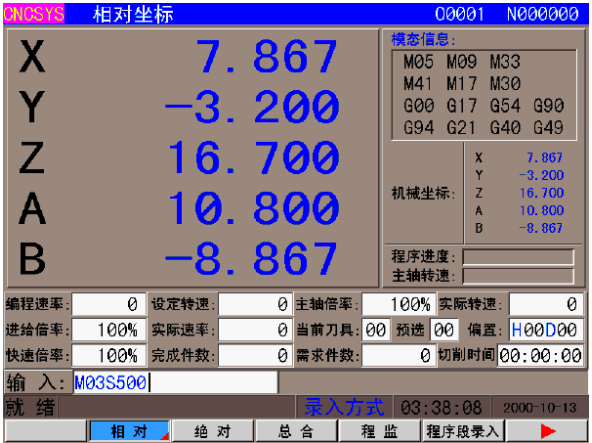 CNCSYS 相对坐标 O0001 N000000
X 7.867
Y -3.200
Z 16.700
A 10.800
B -8.867
模态信息:
M05 M09 M33
M41 M17 M30
G00 G17 G54 G90
G94 G21 G40 G49
机械坐标:
X 7.867
Y -3.200
Z 16.700
A 10.800
B -8.867
程序进度:
主轴转速:
编程速率: 0 设定转速: 0 主轴倍率: 100% 实际转速: 0
进给倍率: 100% 实际速率: 0 当前刀具: 00 预选 00 偏置: H00D00
快速倍率: 100% 完成件数: 0 需求件数: 0 切削时间 00:00:00
输 入: M03S500
就 绪 录入方式 03:38:08 2000-10-13
相 对 绝 对 总 合 程 监 程序段录入